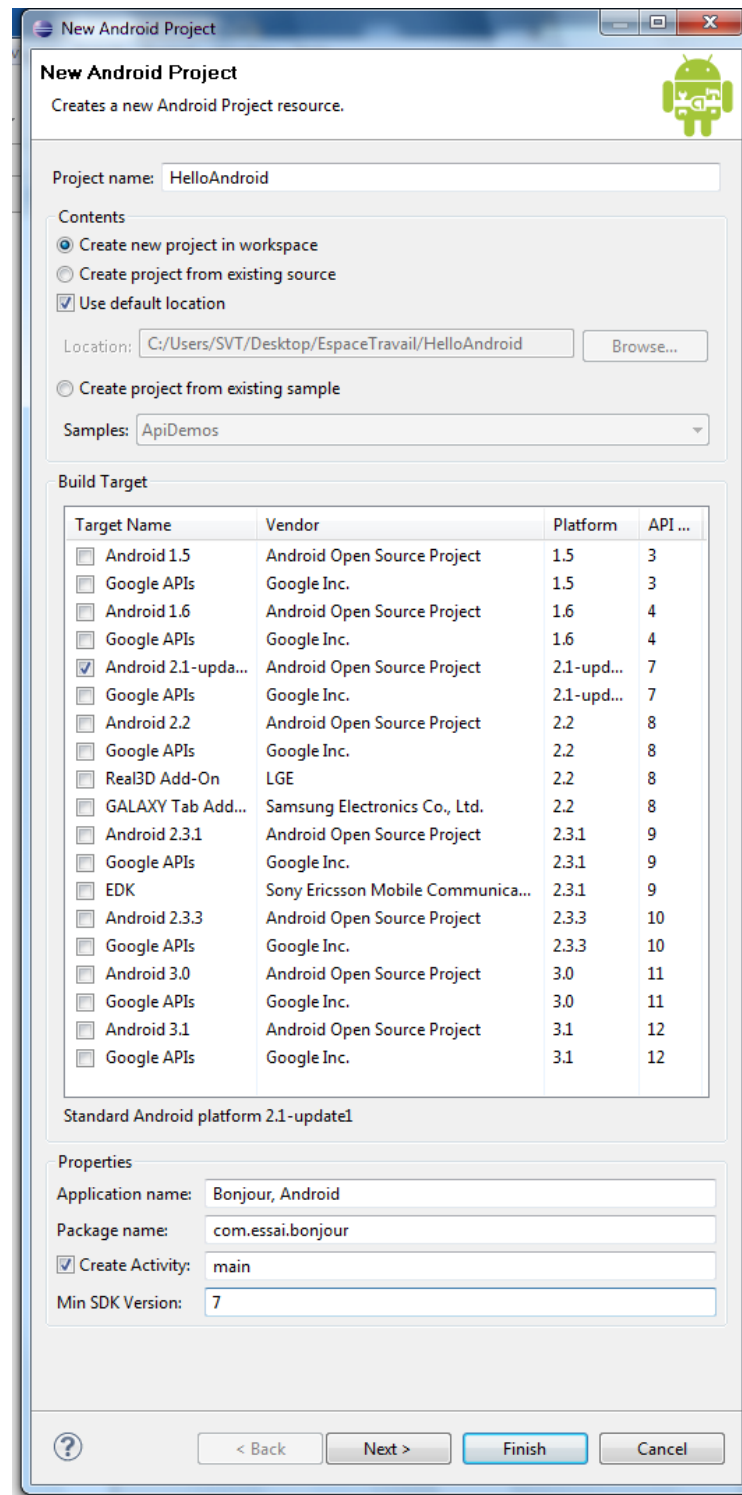 New Android Project
New Android Project
Creates a new Android Project resource.
Project name: HelloAndroid
Contents
Create new project in workspace
Create project from existing source
Use default location
Location: C:/Users/SVT/Desktop/EspaceTravail/HelloAndroid Browse...
Create project from existing sample
Samples: ApiDemos
Build Target
Target Name Vendor Platform API ...
Android 1.5 Android Open Source Project 1.5 3
Google APIs Google Inc. 1.5 3
Android 1.6 Android Open Source Project 1.6 4
Google APIs Google Inc. 1.6 4
Android 2.1-upda... Android Open Source Project 2.1-upd... 7
Google APIs Google Inc. 2.1-upd... 7
Android 2.2 Android Open Source Project 2.2 8
Google APIs Google Inc. 2.2 8
Real3D Add-On LGE 2.2 8
GALAXY Tab Add... Samsung Electronics Co., Ltd. 2.2 8
Android 2.3.1 Android Open Source Project 2.3.1 9
Google APIs Google Inc. 2.3.1 9
EDK Sony Ericsson Mobile Communica... 2.3.1 9
Android 2.3.3 Android Open Source Project 2.3.3 10
Google APIs Google Inc. 2.3.3 10
Android 3.0 Android Open Source Project 3.0 11
Google APIs Google Inc. 3.0 11
Android 3.1 Android Open Source Project 3.1 12
Google APIs Google Inc. 3.1 12
Standard Android platform 2.1-update1
Properties
Application name: Bonjour, Android
Package name: com.essai.bonjour
Create Activity: main
Min SDK Version: 7
? < Back Next > Finish Cancel